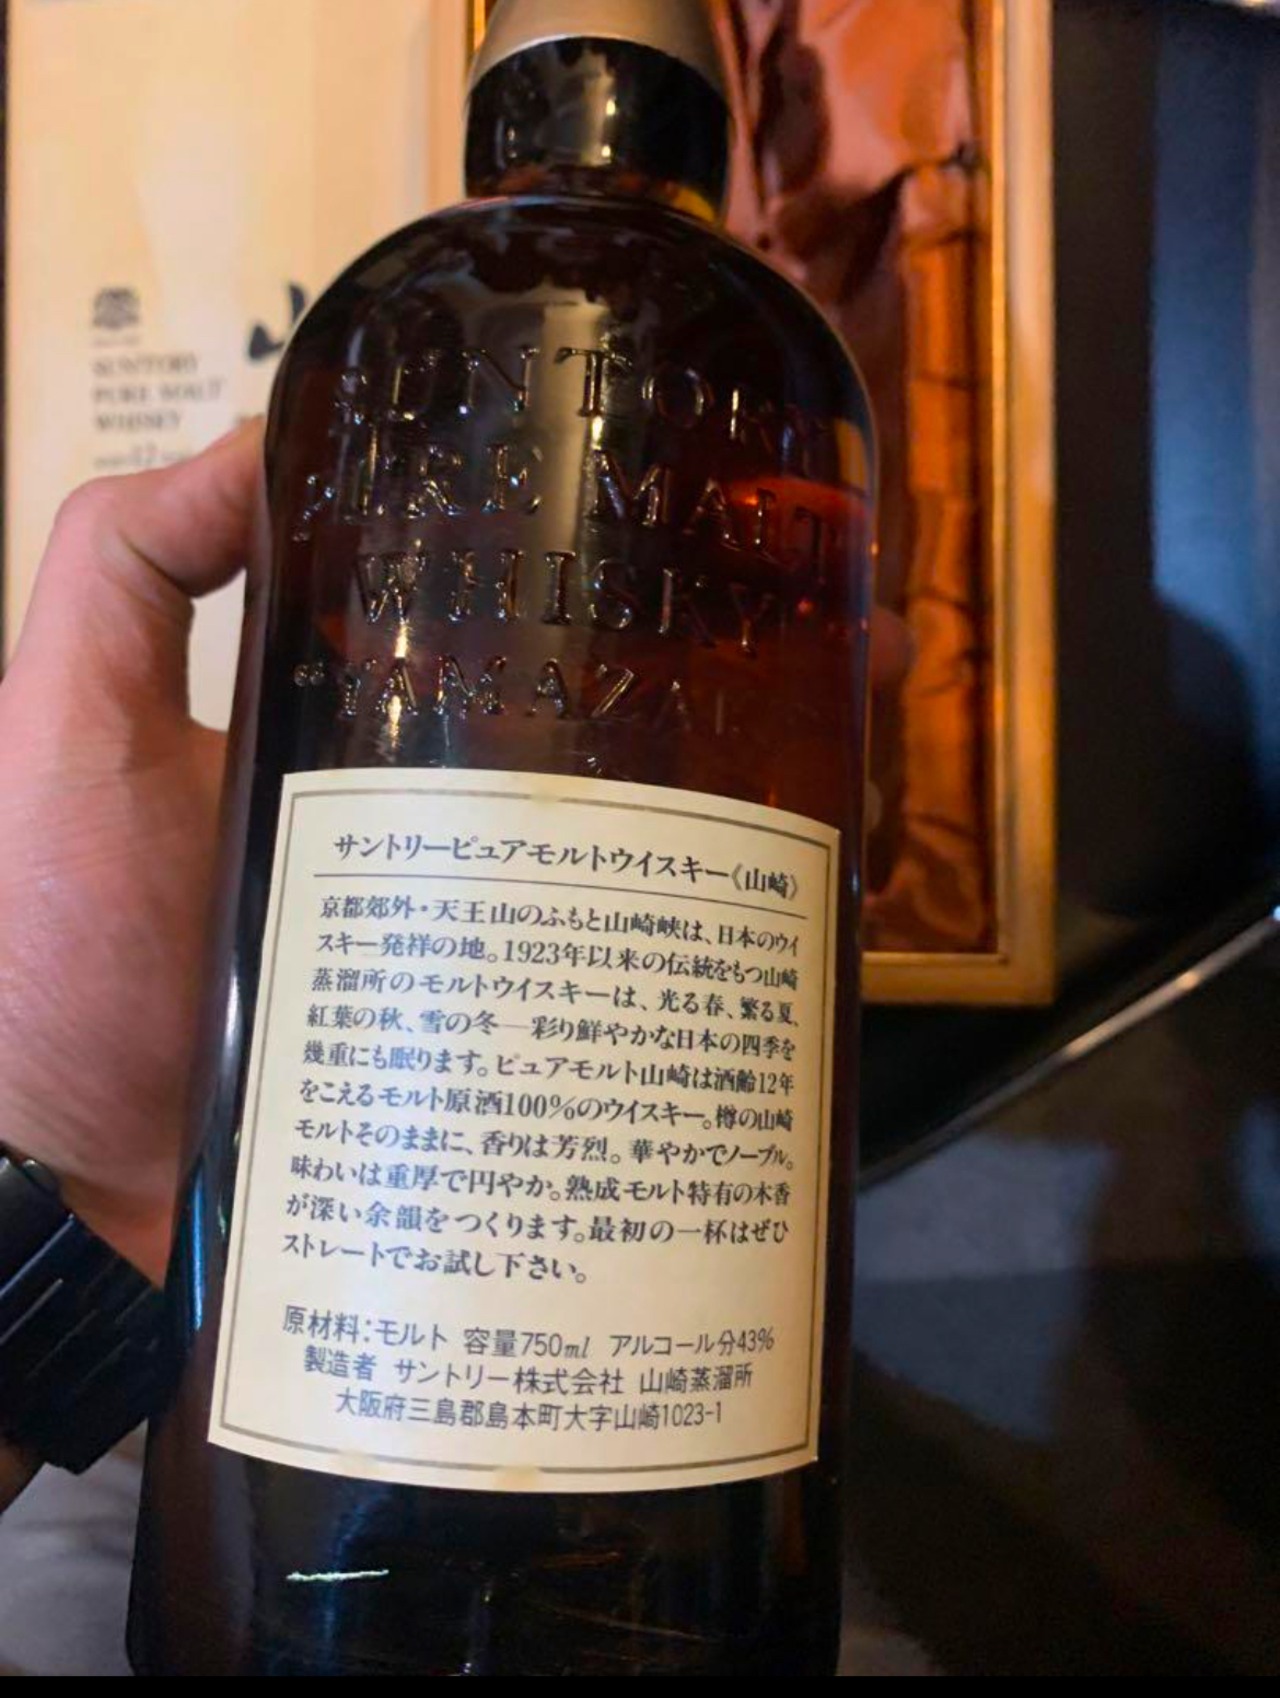 SUNTORY
PURE MALT
WHISKY
12
山
SUNTORY
PURE MALT
WHISKY
"YAMAZAKI
サントリーピュアモルトウイスキー《山崎》
京都郊外・天王山のふもと山崎峡は、日本のウイ
スキー発祥の地。1923年以来の伝統をもつ山崎
蒸溜所のモルトウイスキーは、光る春、繁る夏、
紅葉の秋、雪の冬―彩り鮮やかな日本の四季を
幾重にも眠ります。ピュアモルト山崎は酒齢12年
をこえるモルト原酒100%のウイスキー。樽の山崎
モルトそのままに、香りは芳烈。華やかでノーブル。
味わいは重厚で円やか。熟成モルト特有の木香
が深い余韻をつくります。最初の一杯はぜひ
ストレートでお試し下さい。
原材料:モルト 容量750ml アルコール分43%
製造者 サントリー株式会社 山崎蒸溜所
大阪府三島郡島本町大字山崎1023-1